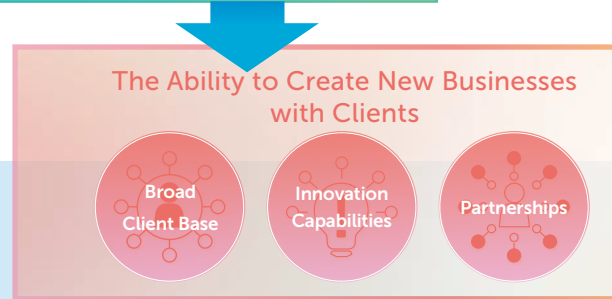 The Ability to Create New Businesses
with Clients
Broad
Client Base
Innovation
Capabilities
Partnerships